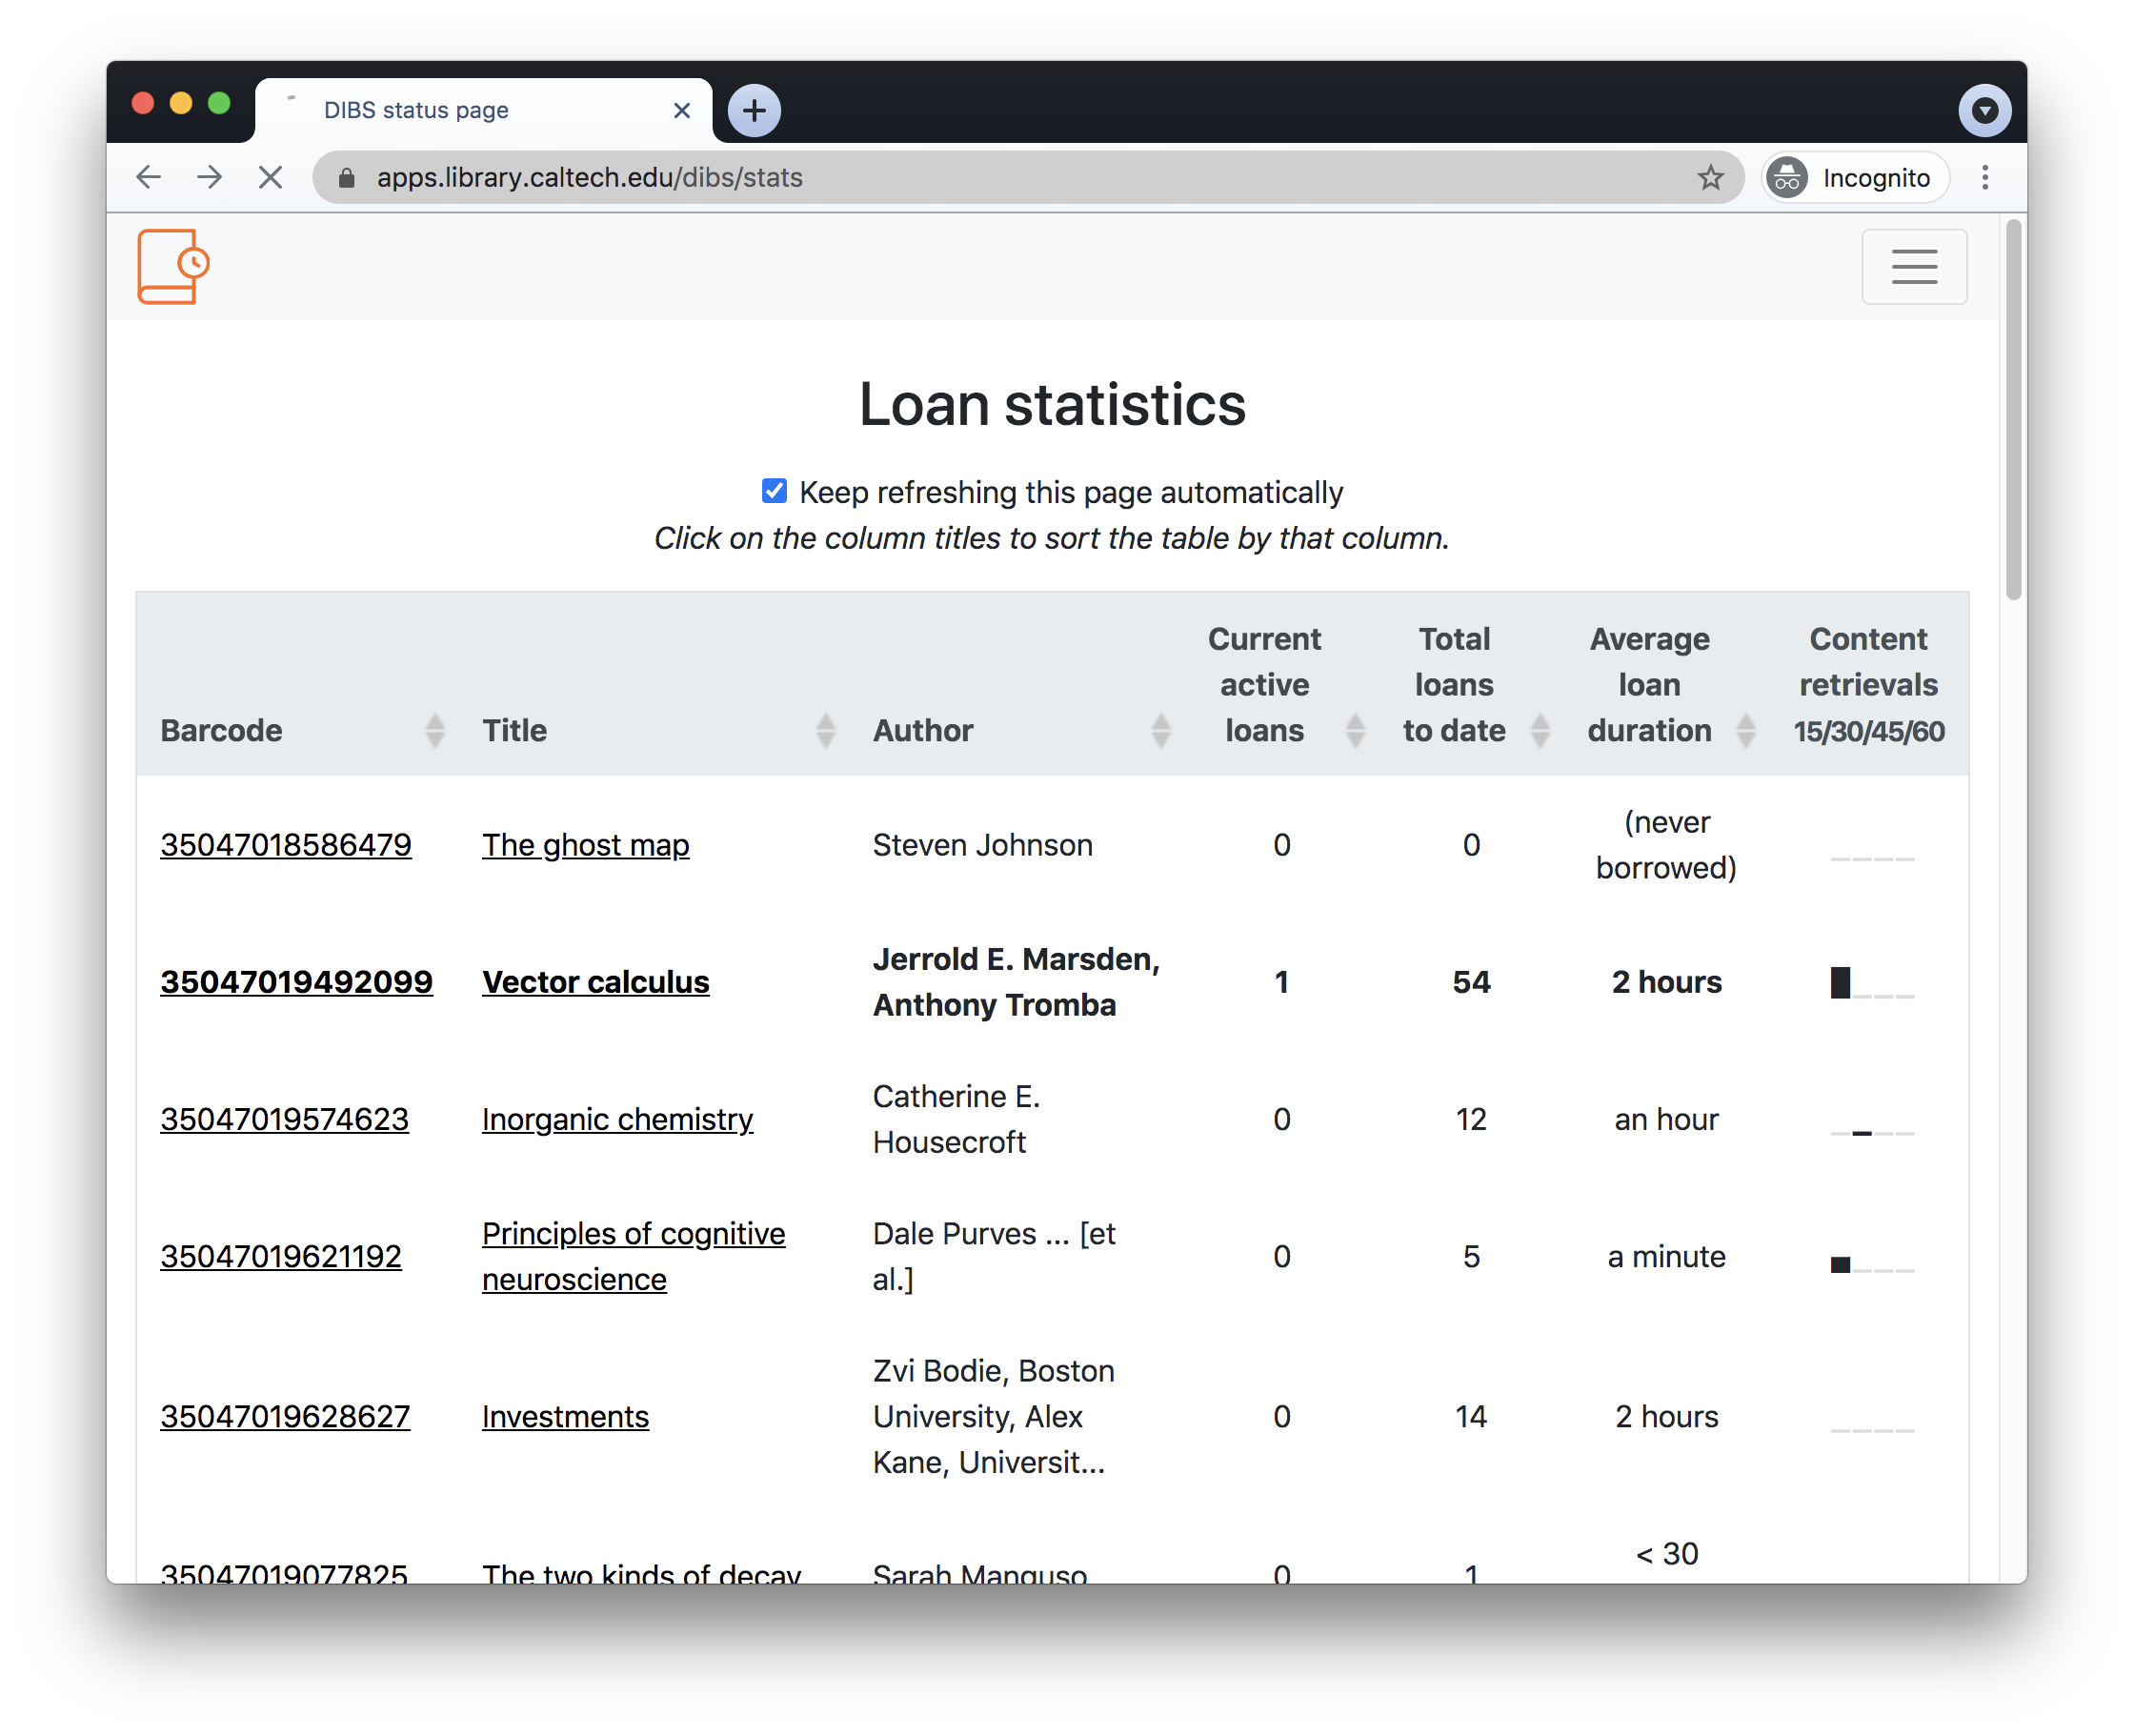 DIBS status page
apps.library.caltech.edu/dibs/stats
Incognito
Loan statistics
Keep refreshing this page automatically
Click on the column titles to sort the table by that column.
Barcode Title Author Current active loans Total loans to date Average loan duration Content retrievals 15/30/45/60
35047018586479 The ghost map Steven Johnson 0 0 (never borrowed)
35047019492099 Vector calculus Jerrold E. Marsden, Anthony Tromba 1 54 2 hours
35047019574623 Inorganic chemistry Catherine E. Housecroft 0 12 an hour
35047019621192 Principles of cognitive neuroscience Dale Purves ... [et al.] 0 5 a minute
35047019628627 Investments Zvi Bodie, Boston University, Alex Kane, Universit... 0 14 2 hours
35047019077825 The two kinds of decay Sarah Manguso 0 1 < 30